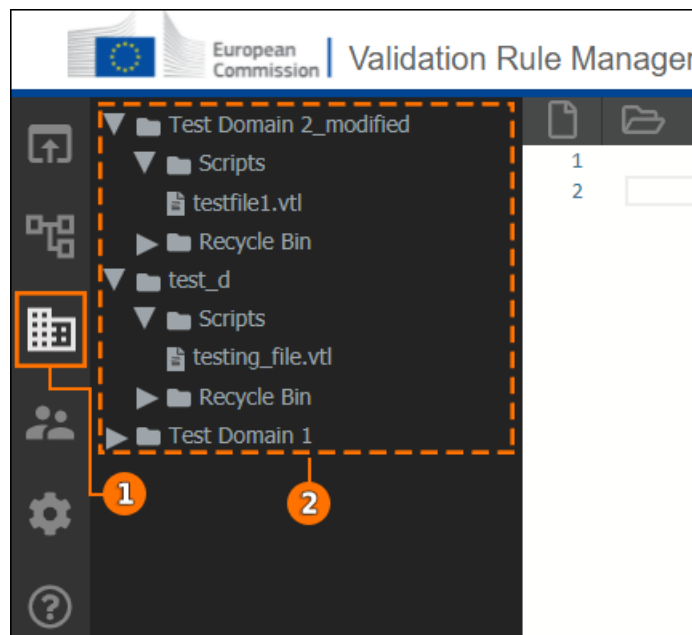 European
Commission
Validation Rule Manager
Test Domain 2_modified
Scripts
testfile1.vtl
Recycle Bin
test_d
Scripts
testing_file.vtl
Recycle Bin
Test Domain 1
1
2
1
2